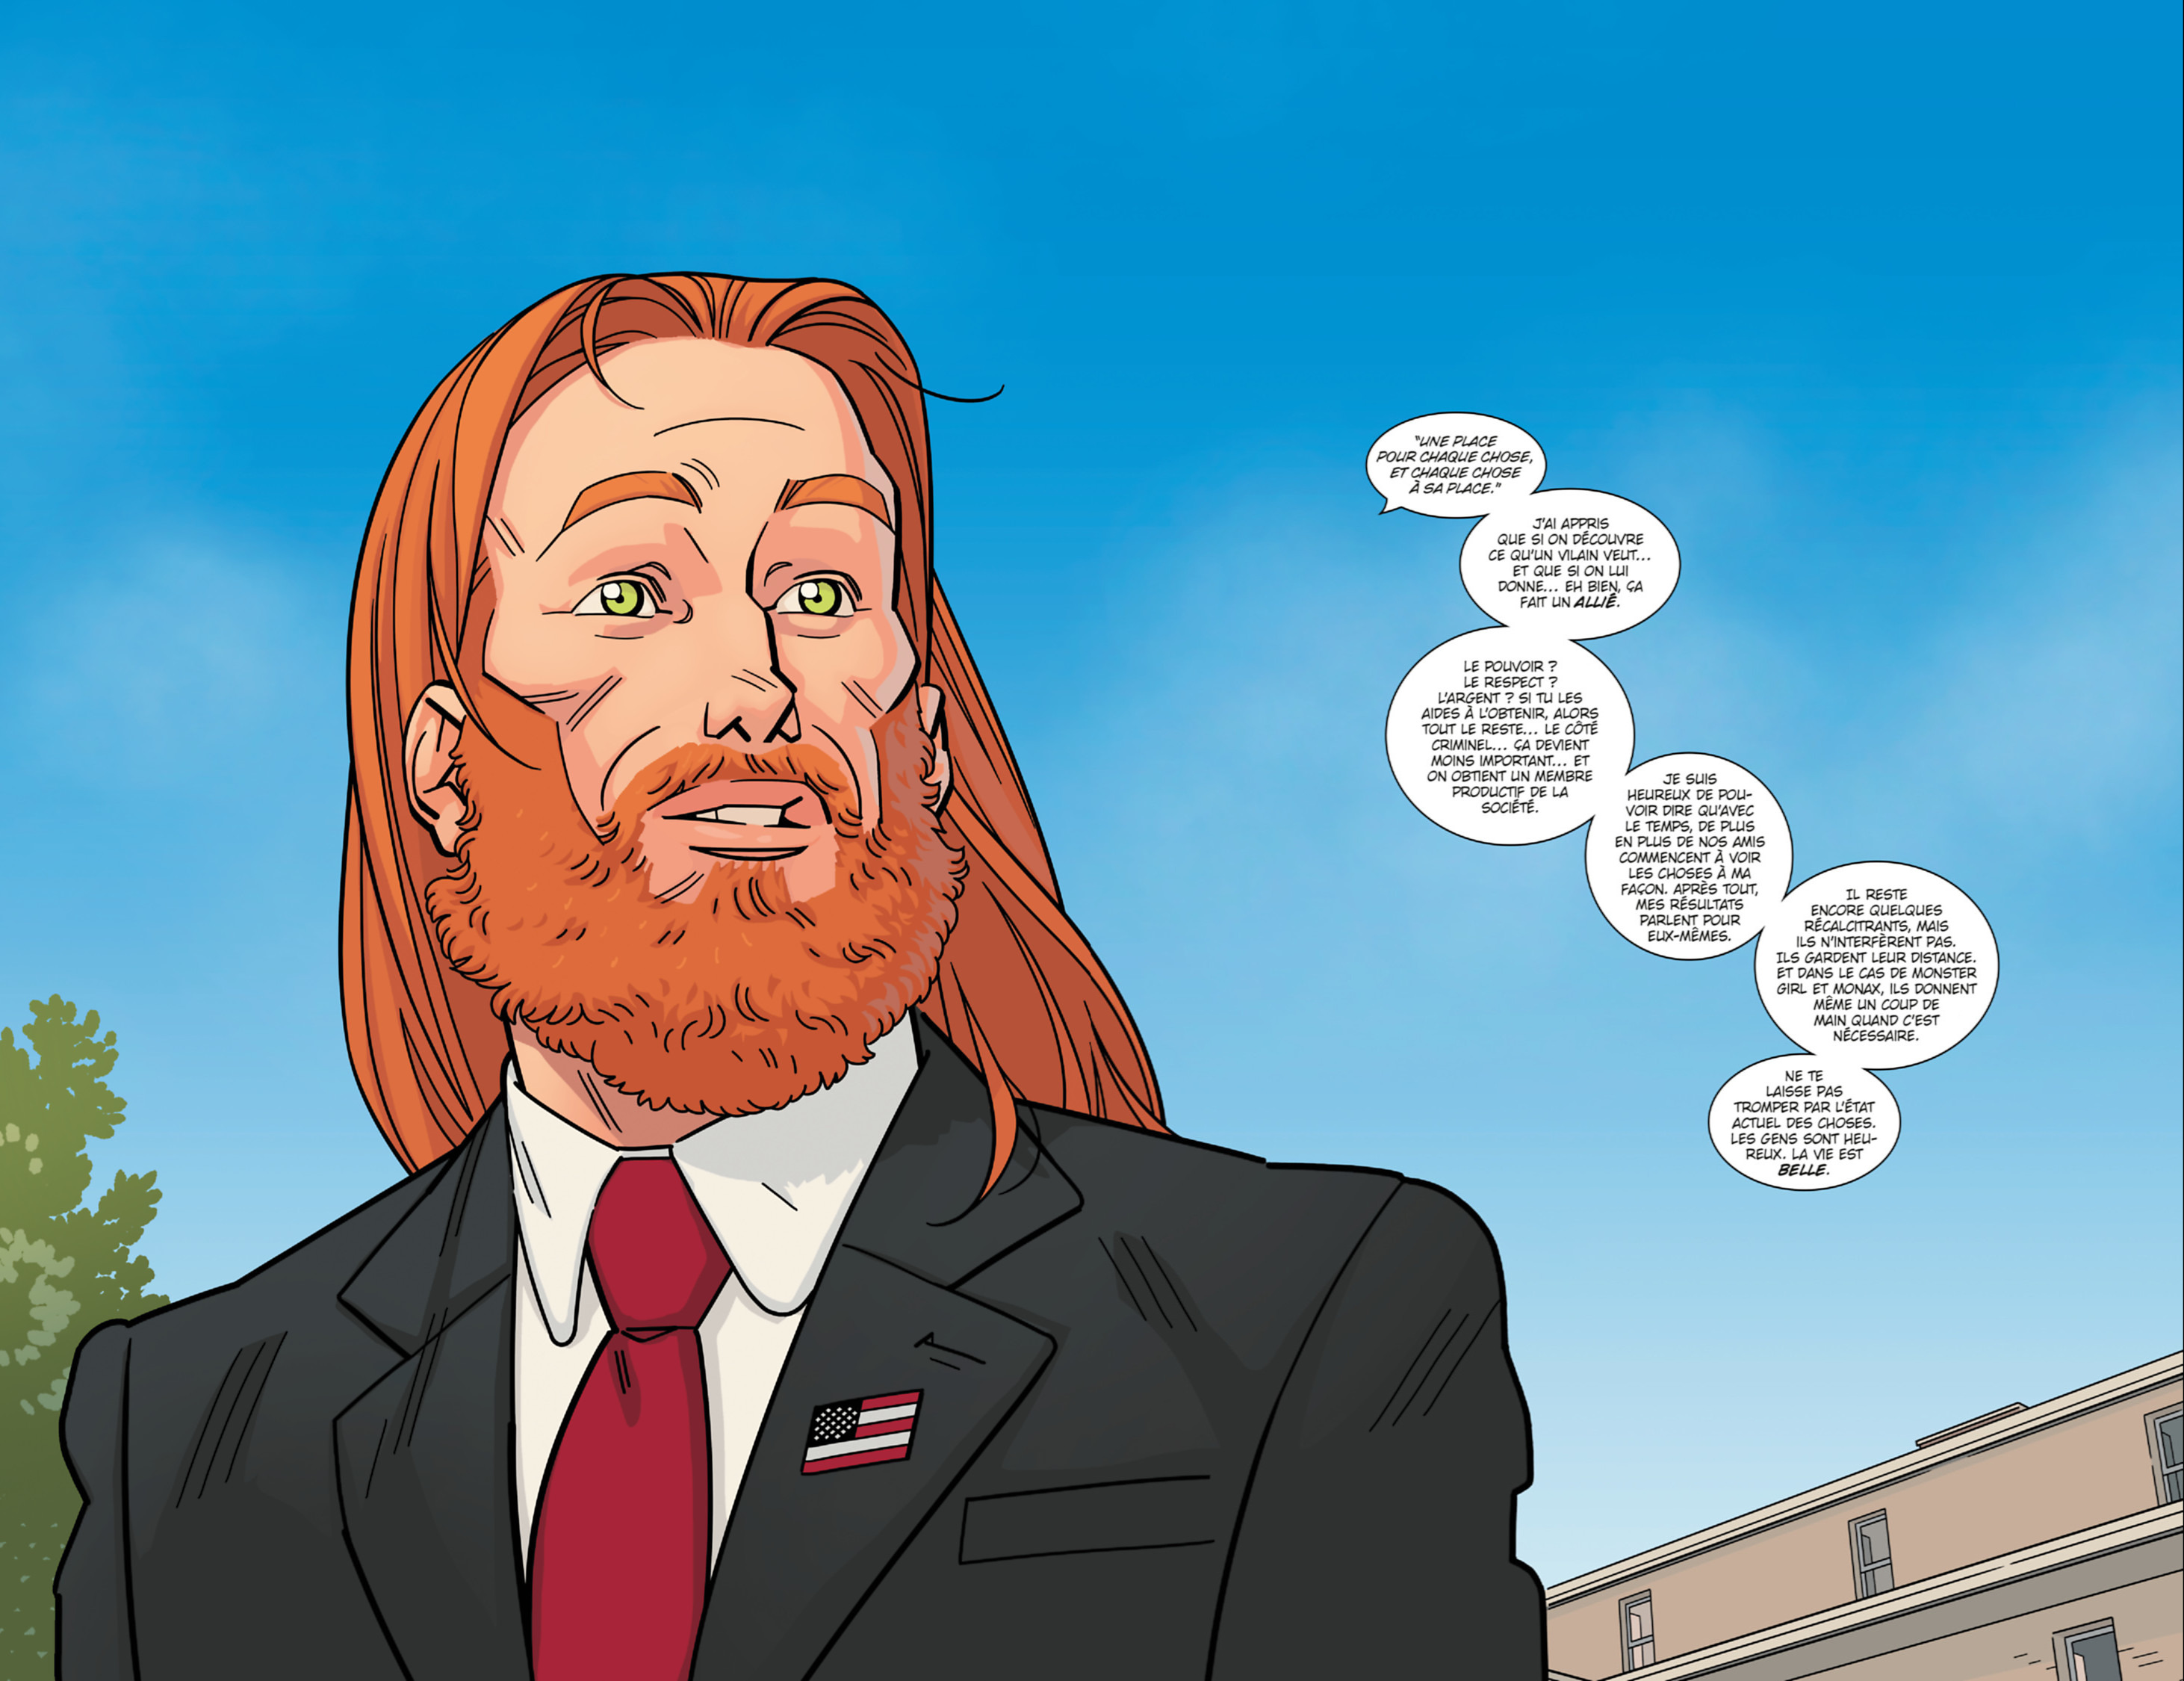 “UNE PLACE
POUR CHAQUE CHOSE,
ET CHAQUE CHOSE
À SA PLACE.”
J'AI APPRIS
QUE SI ON DÉCOUVRE
CE QU'UN VILAIN VEUT...
ET QUE SI ON LUI
DONNE... EH BIEN, ÇA
FAIT UN ALLIÉ.
LE POUVOIR ?
LE RESPECT ?
L'ARGENT ? SI TU LES
AIDES À L'OBTENIR, ALORS
TOUT LE RESTE... LE CÔTÉ
CRIMINEL... ÇA DEVIENT
MOINS IMPORTANT... ET
ON OBTIENT UN MEMBRE
PRODUCTIF DE LA
SOCIÉTÉ.
JE SUIS
HEUREUX DE POU-
VOIR DIRE QU'AVEC
LE TEMPS, DE PLUS
EN PLUS DE NOS AMIS
COMMENCENT À VOIR
LES CHOSES À MA
FAÇON. APRÈS TOUT,
MES RÉSULTATS
PARLENT POUR
EUX-MÊMES.
IL RESTE
ENCORE QUELQUES
RÉCALCITRANTS, MAIS
ILS N'INTERFÈRENT PAS.
ILS GARDENT LEUR DISTANCE.
ET DANS LE CAS DE MONSTER
GIRL ET MONAX, ILS DONNENT
MÊME UN COUP DE
MAIN QUAND C'EST
NÉCESSAIRE.
NE TE
LAISSE PAS
TROMPER PAR L'ÉTAT
ACTUEL DES CHOSES.
LES GENS SONT HEU-
REUX. LA VIE EST
BELLE.